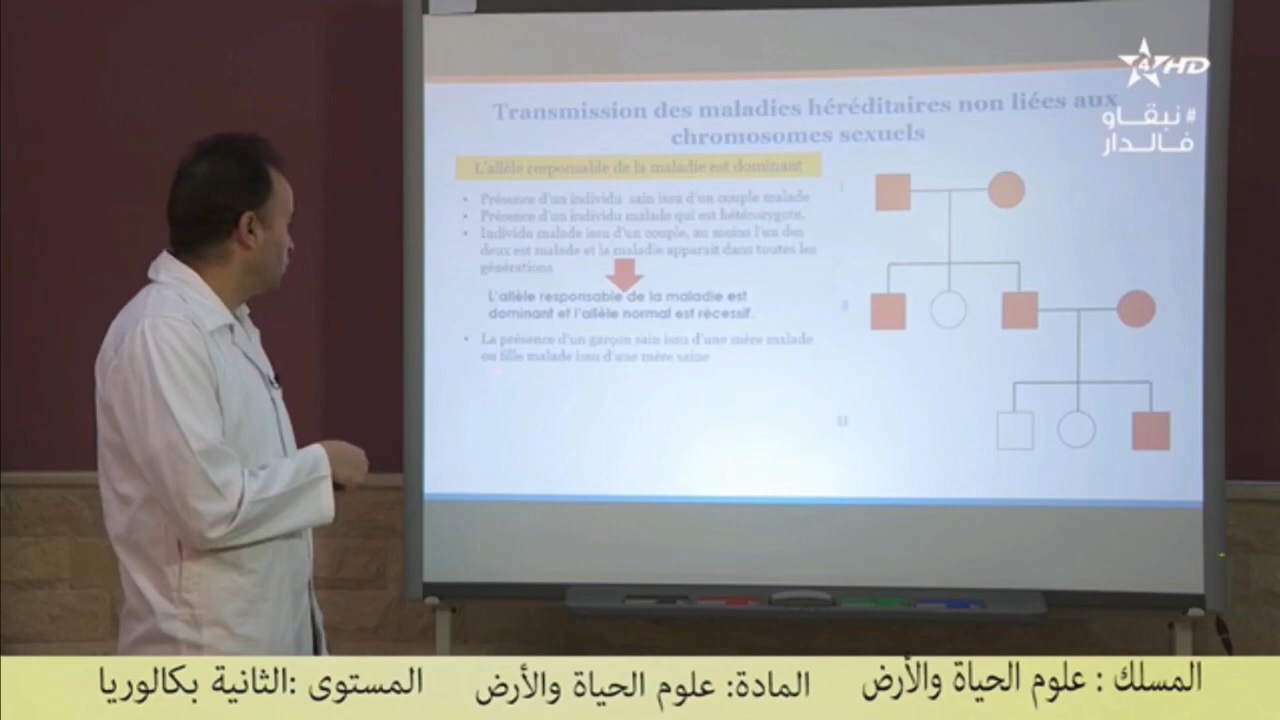 Transmission des maladies héréditaires non liées aux
chromosomes sexuels
L'allèle responsable de la maladie est dominant
• Présence d'un individu sain issu d'un couple malade
• Présence d'un individu malade qui est hétérozygote.
• Individu malade issu d'un couple, au moins l'un des
deux est malade et la maladie apparait dans toutes les
générations
L'allèle responsable de la maladie est
dominant et l'allèle normal est récessif.
• La présence d'un garçon sain issu d'une mère malade
ou fille malade issu d'une mère saine
I
II
III
4 HD
#نبقاو
فالدار
المسلك : علوم الحياة والأرض
المادة: علوم الحياة والأرض
المستوى :الثانية بكالوريا